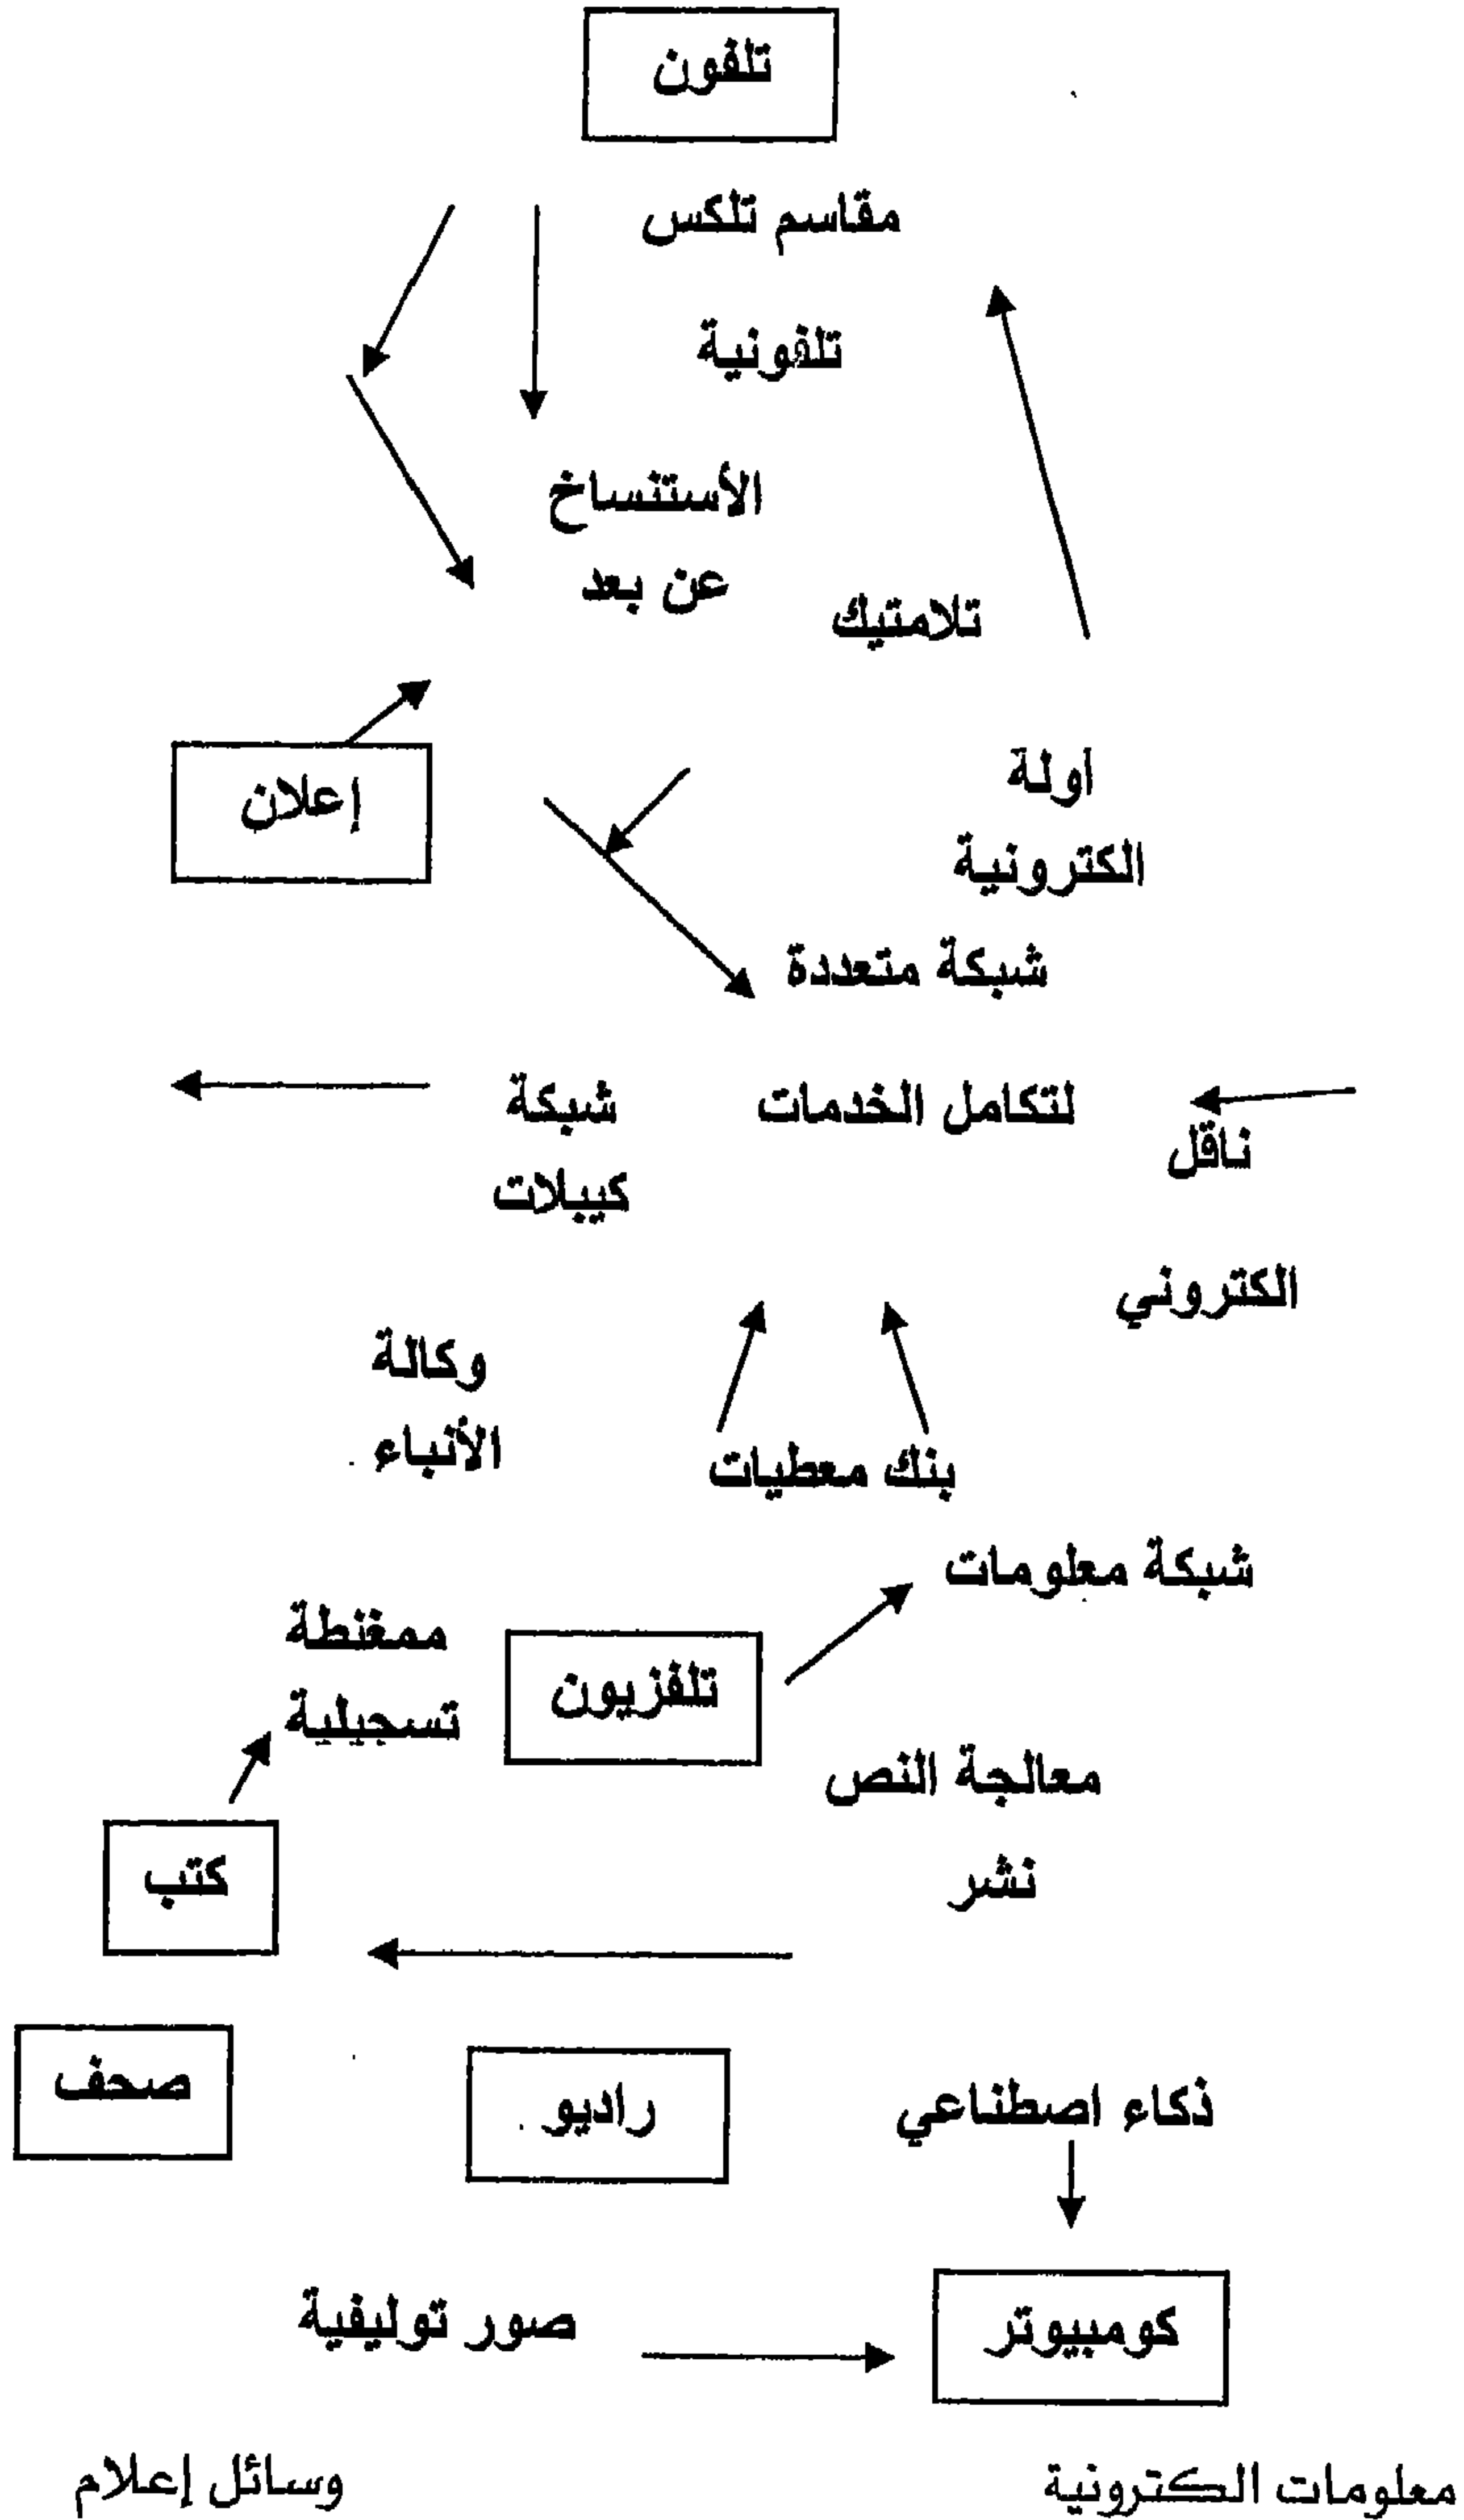 تلفون
مقاسم تلكس
تلفونية
الاستنساخ
عن بعد
تلامتيك
إعلان
اولة
الكترونية
شبكة متعددة
لتكامل الخدمات
شبكة
كبيلات
ناقل
الكتروني
وكالة
الأنباء
بنك معطيات
شبكة معلومات
ممغنطة
تسجيلية
تلفزيون
معالجة النص
كتب
نشر
صحف
راديو
ذكاء اصطناعي
صور توليفية
كومبيوتر
معلومات الكترونية
وسائل إعلام